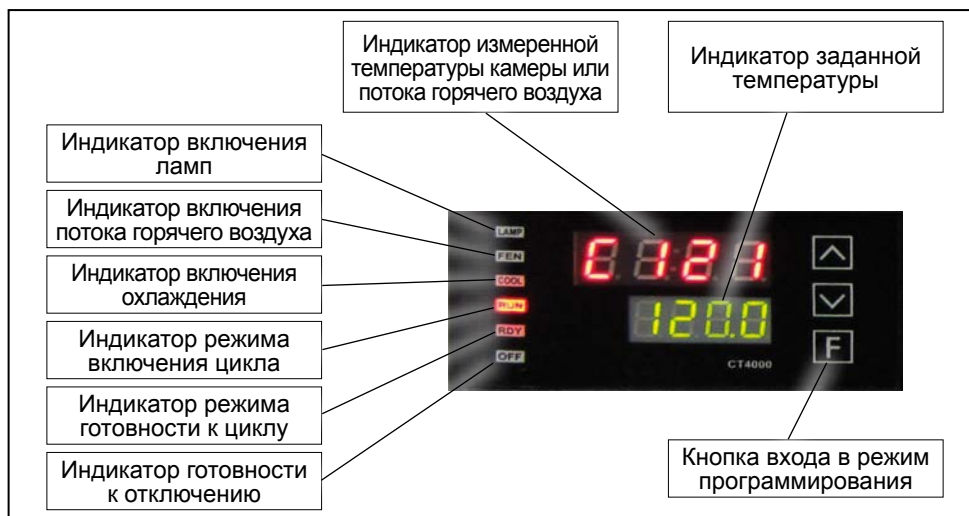 Индикатор измеренной
температуры камеры или
потока горячего воздуха
Индикатор заданной
температуры
Индикатор включения
ламп
Индикатор включения
потока горячего воздуха
Индикатор включения
охлаждения
Индикатор режима
включения цикла
Индикатор режима
готовности к циклу
Индикатор готовности
к отключению
LAMP
FEN
COOL
RUN
RDY
OFF
C 121
120.0
CT4000
F
Кнопка входа в режим
программирования